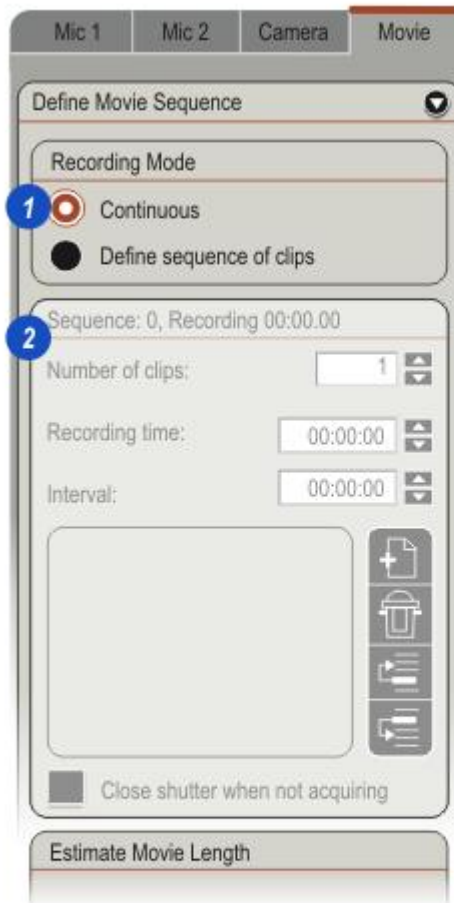 Mic 1 Mic 2 Camera Movie
Define Movie Sequence
Recording Mode
1 Continuous
Define sequence of clips
2 Sequence: 0, Recording 00:00.00
Number of clips: 1
Recording time: 00:00:00
Interval: 00:00:00
Close shutter when not acquiring
Estimate Movie Length